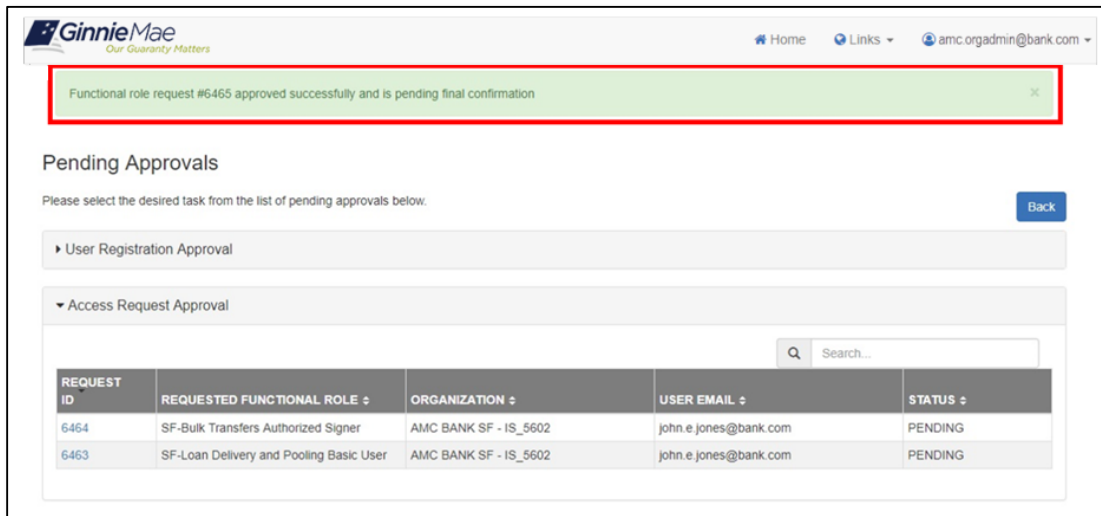 GinnieMae
Our Guaranty Matters
Home Links amc.orgadmin@bank.com
Functional role request #6465 approved successfully and is pending final confirmation ×
Pending Approvals
Please select the desired task from the list of pending approvals below.
Back
User Registration Approval
Access Request Approval
Search...
REQUEST ID REQUESTED FUNCTIONAL ROLE ORGANIZATION USER EMAIL STATUS
6464 SF-Bulk Transfers Authorized Signer AMC BANK SF - IS_5602 john.e.jones@bank.com PENDING
6463 SF-Loan Delivery and Pooling Basic User AMC BANK SF - IS_5602 john.e.jones@bank.com PENDING